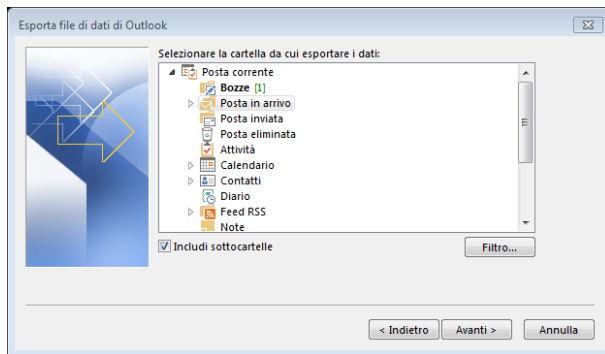 Esporta file di dati di Outlook
Selezionare la cartella da cui esportare i dati:
Posta corrente
Bozze [1]
Posta in arrivo
Posta inviata
Posta eliminata
Attività
Calendario
Contatti
Diario
Feed RSS
Note
Includi sottocartelle
Filtro...
< Indietro
Avanti >
Annulla